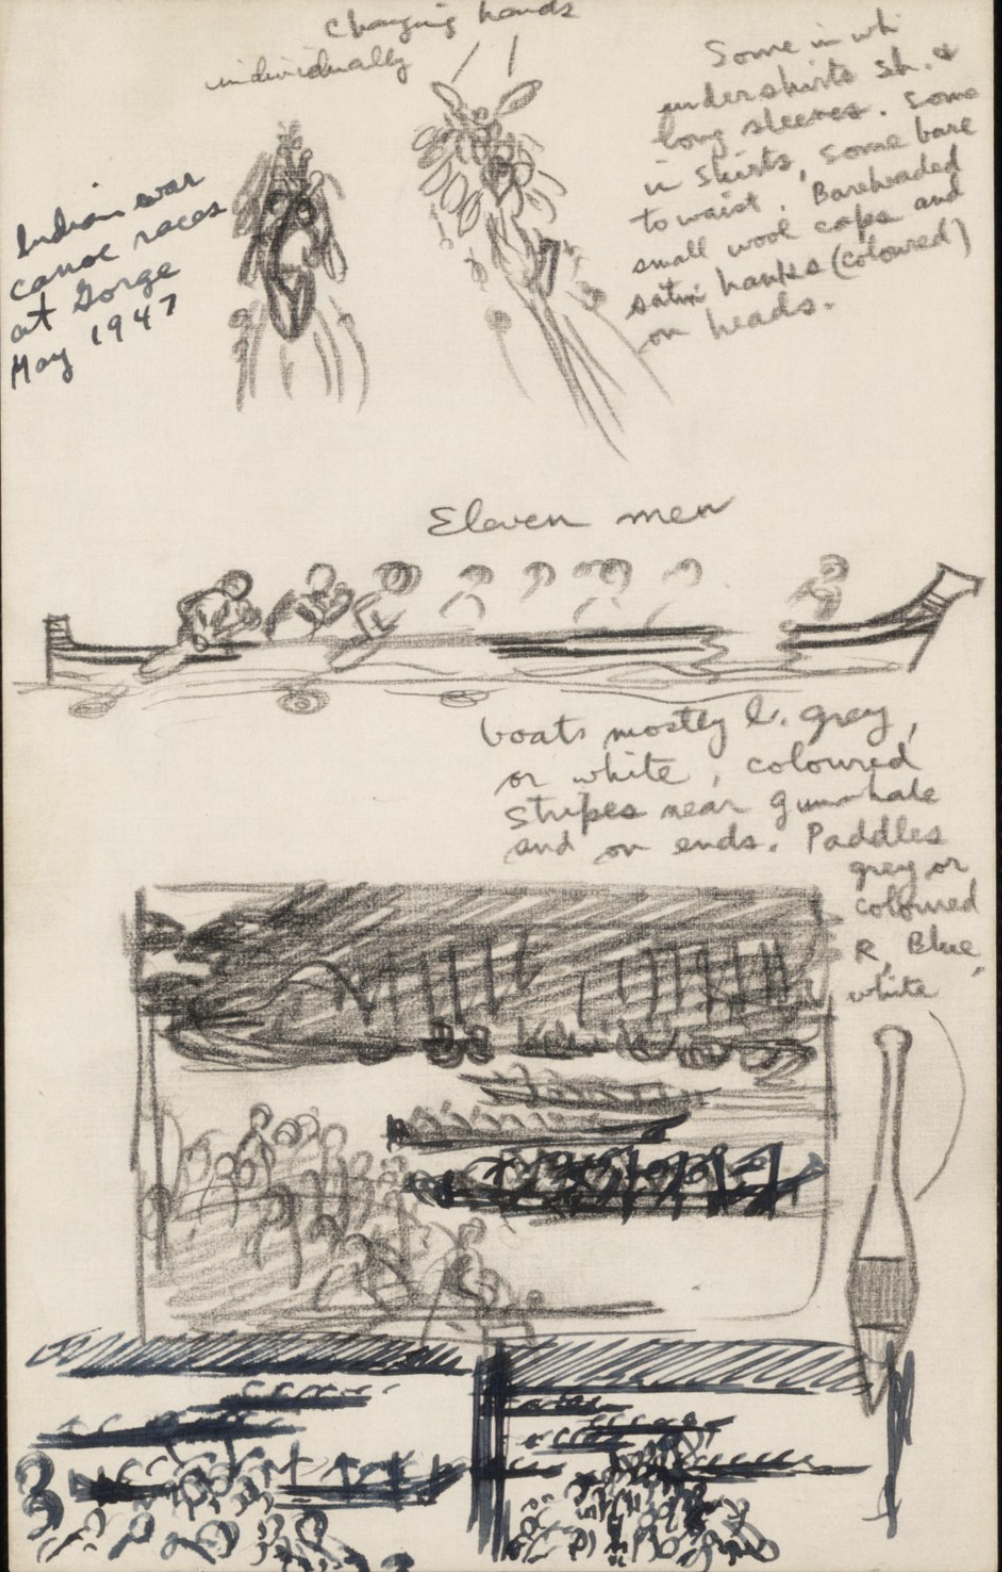 Changing hands
individually
Some in wh
undershirts sh. &
long sleeves. Some
in shirts, some bare
to waist. Bareheaded
small wool caps and
satin hanks (coloured)
on heads.
Indian war
canoe races
at Gorge
May 1947
Eleven men
boats mostly l. grey,
or white, coloured
stripes near gunwhale
and on ends. Paddles
grey or
coloured
R, Blue,
white